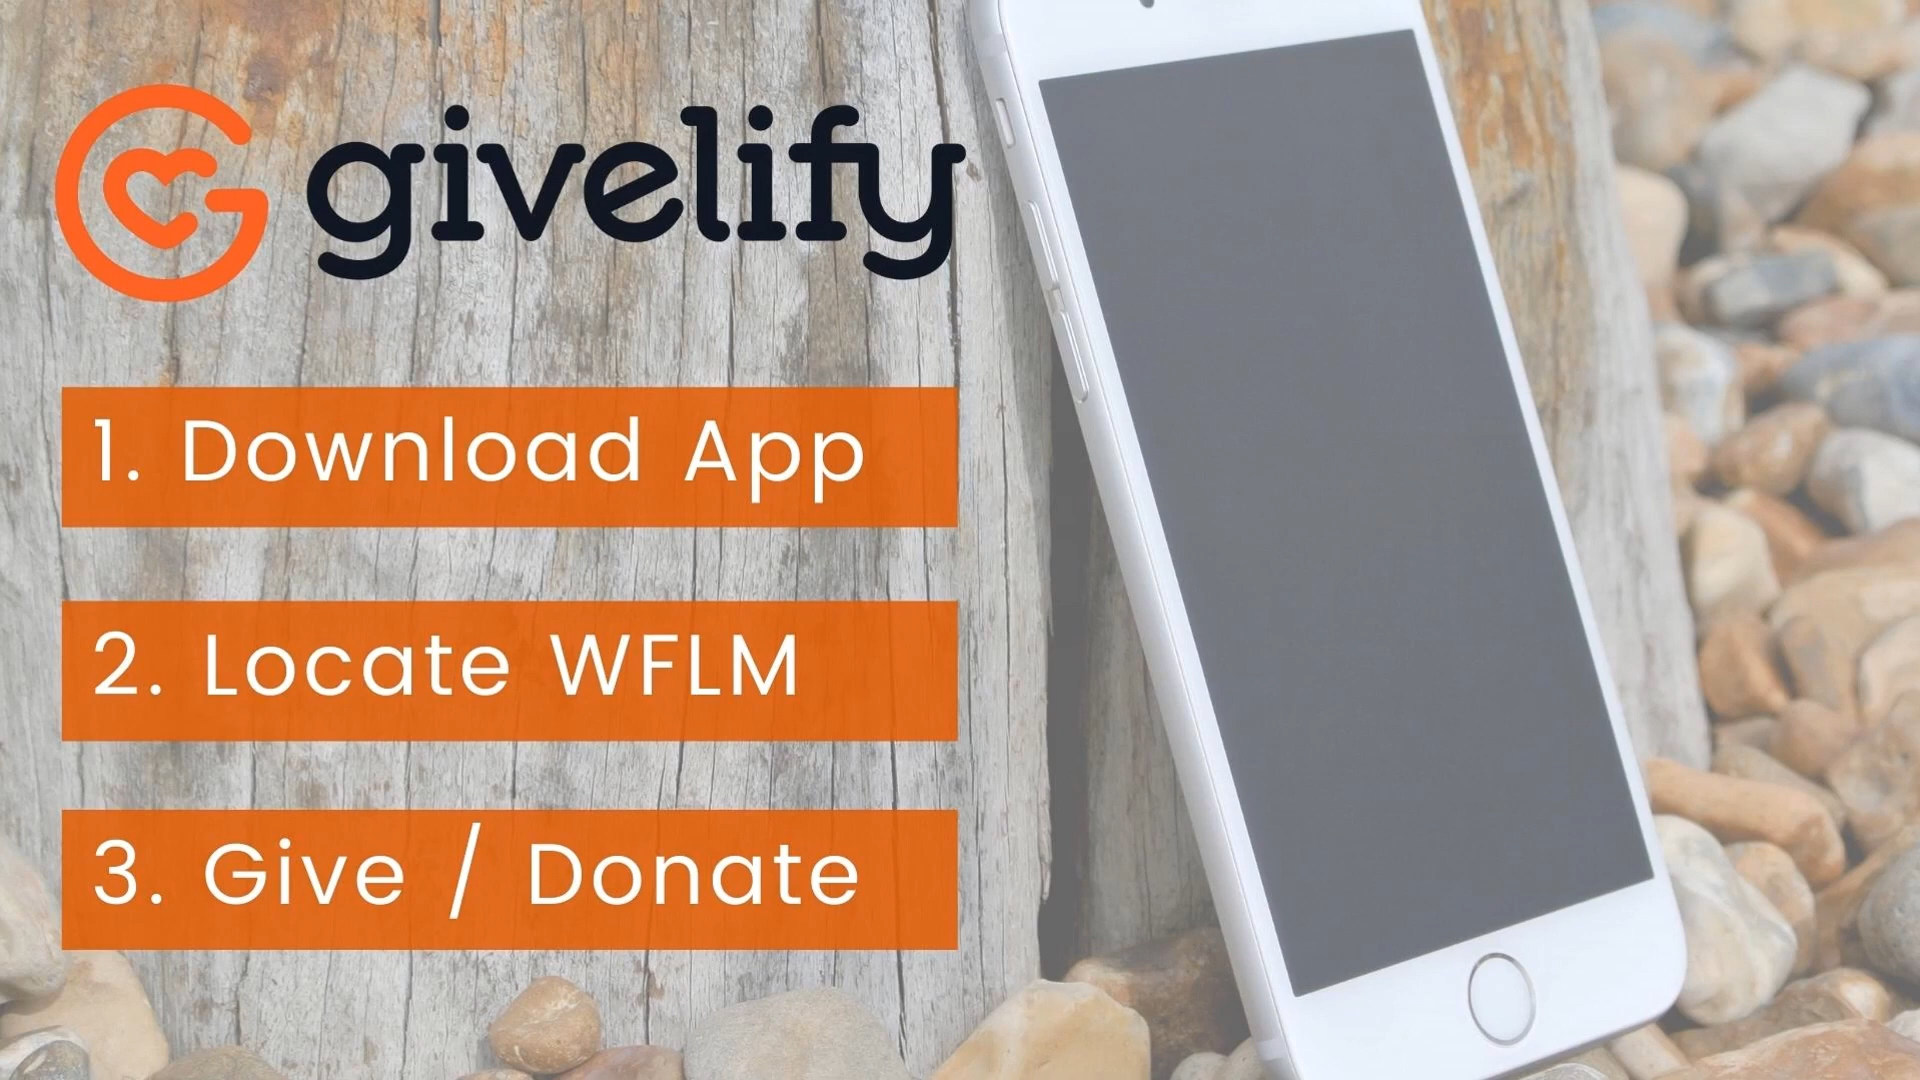 givelify
1. Download App
2. Locate WFLM
3. Give / Donate